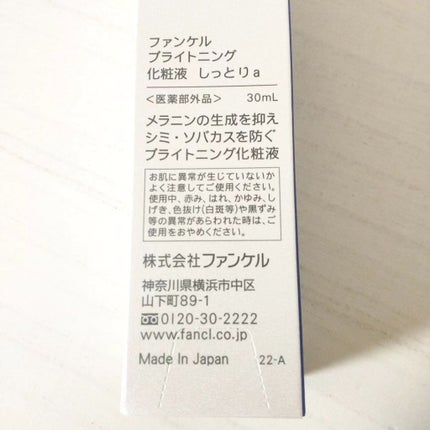 ファンケル
ブライトニング
化粧液 しっとりa
＜医薬部外品＞ 30mL
メラニンの生成を抑え
シミ・ソバカスを防ぐ
ブライトニング化粧液
お肌に異常が生じていないか
よく注意してご使用ください。
使用中、赤み、はれ、かゆみ、し
げき、色抜け(白斑等)や黒ずみ
等の異常があらわれた時は、ご
使用をおやめください。
株式会社ファンケル
神奈川県横浜市中区
山下町89-1
0120-30-2222
www.fancl.co.jp
Made In Japan 22-A